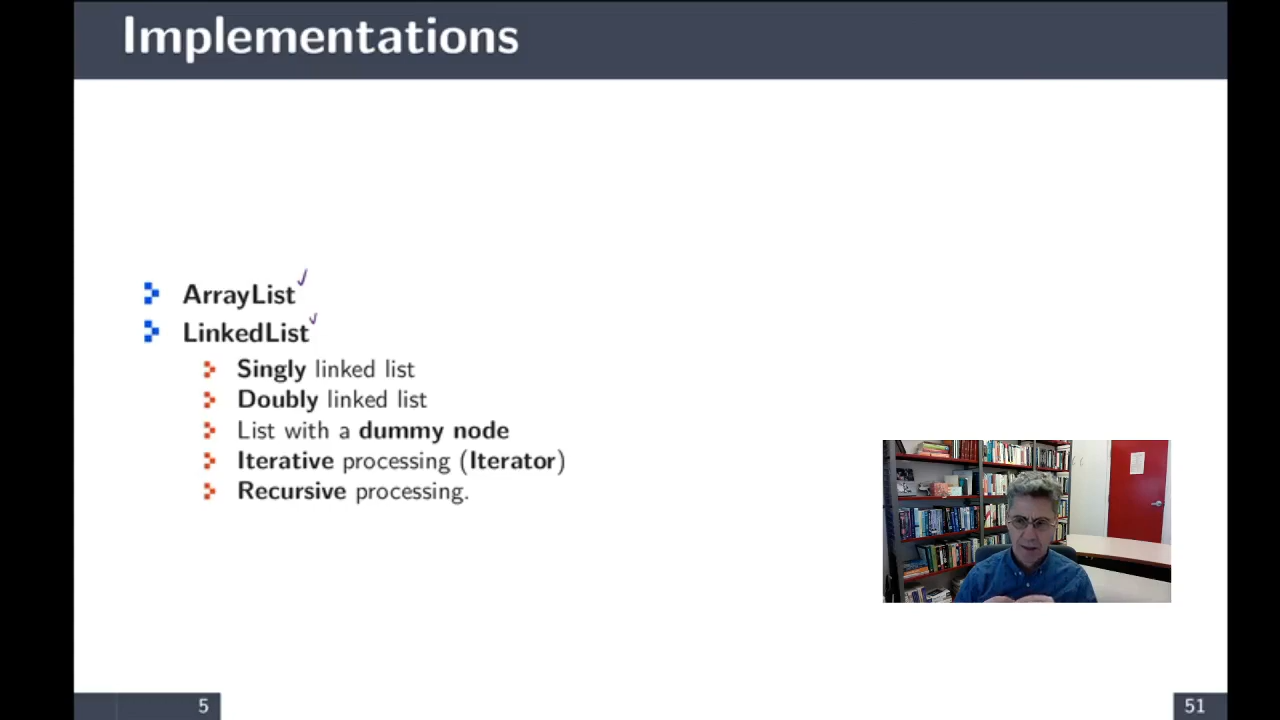 Implementations
ArrayList
LinkedList
Singly linked list
Doubly linked list
List with a dummy node
Iterative processing (Iterator)
Recursive processing.
5
51